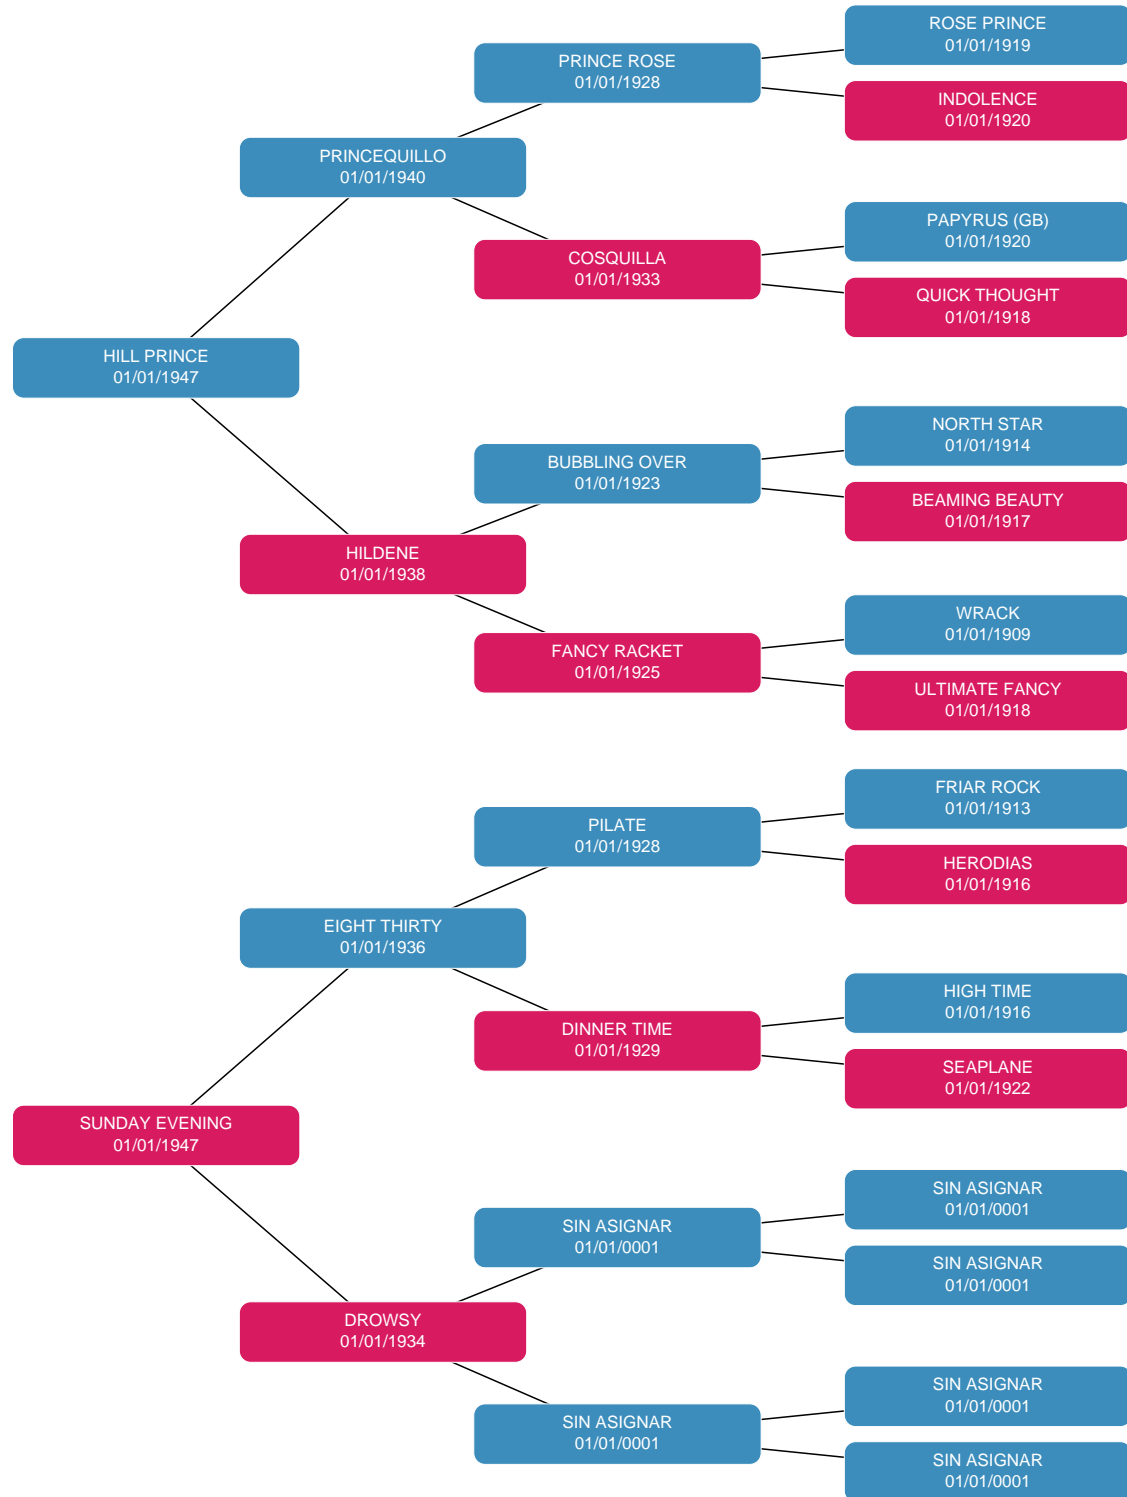 ROSE PRINCE
01/01/1919
PRINCE ROSE
01/01/1928
INDOLENCE
01/01/1920
PRINCEQUILLO
01/01/1940
PAPYRUS (GB)
01/01/1920
COSQUILLA
01/01/1933
QUICK THOUGHT
01/01/1918
HILL PRINCE
01/01/1947
NORTH STAR
01/01/1914
BUBBLING OVER
01/01/1923
BEAMING BEAUTY
01/01/1917
HILDENE
01/01/1938
WRACK
01/01/1909
FANCY RACKET
01/01/1925
ULTIMATE FANCY
01/01/1918
FRIAR ROCK
01/01/1913
PILATE
01/01/1928
HERODIAS
01/01/1916
EIGHT THIRTY
01/01/1936
HIGH TIME
01/01/1916
DINNER TIME
01/01/1929
SEAPLANE
01/01/1922
SUNDAY EVENING
01/01/1947
SIN ASIGNAR
01/01/0001
SIN ASIGNAR
01/01/0001
SIN ASIGNAR
01/01/0001
DROWSY
01/01/1934
SIN ASIGNAR
01/01/0001
SIN ASIGNAR
01/01/0001
SIN ASIGNAR
01/01/0001